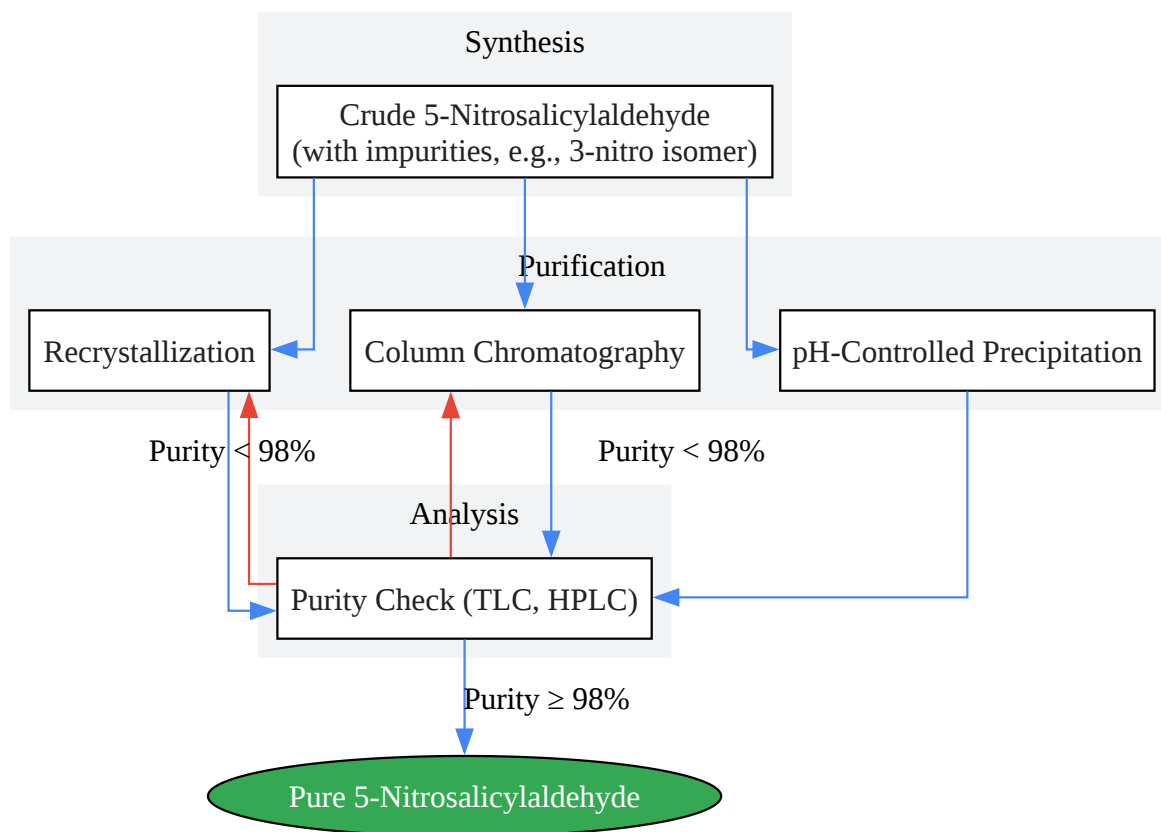 Synthesis
Crude 5-Nitrosalicylaldehyde
(with impurities, e.g., 3-nitro isomer)
Purification
Recrystallization
Column Chromatography
pH-Controlled Precipitation
Purity < 98%
Purity < 98%
Analysis
Purity Check (TLC, HPLC)
Purity ≥ 98%
Pure 5-Nitrosalicylaldehyde